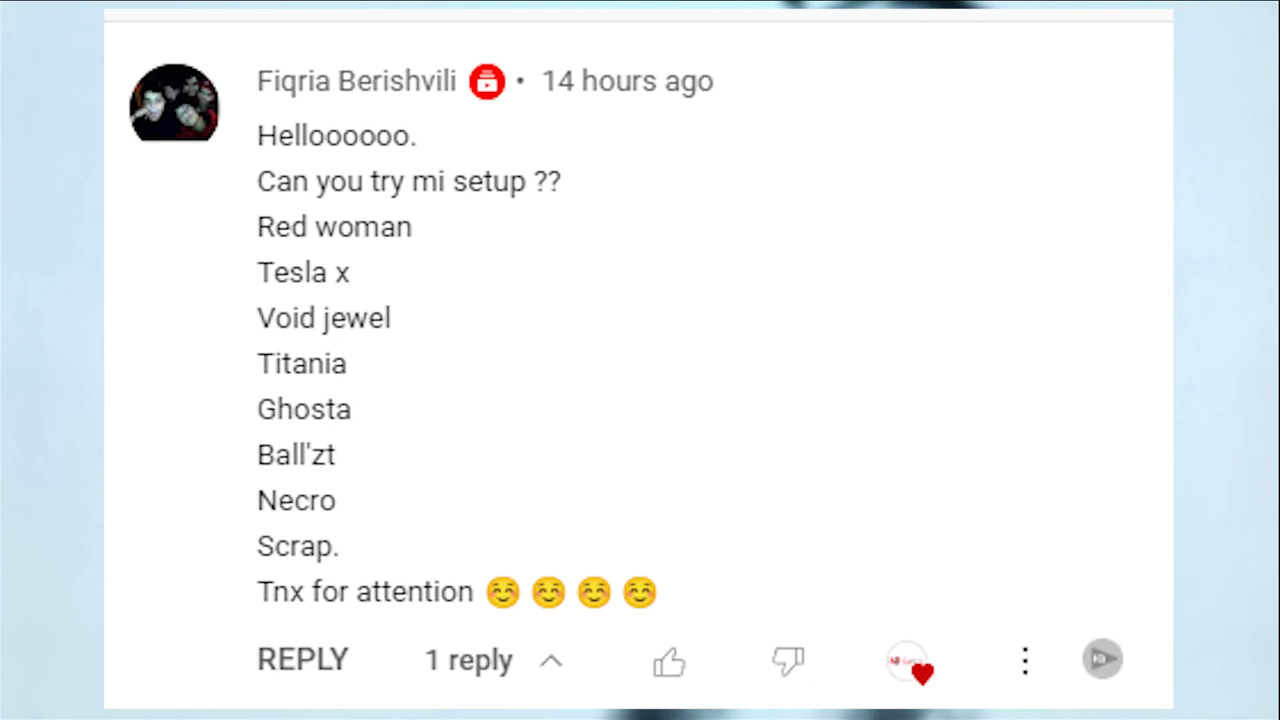 Fiqria Berishvili • 14 hours ago
Helloooooo.
Can you try mi setup ??
Red woman
Tesla x
Void jewel
Titania
Ghosta
Ball'zt
Necro
Scrap.
Tnx for attention ☺️ ☺️ ☺️ ☺️
REPLY 1 reply